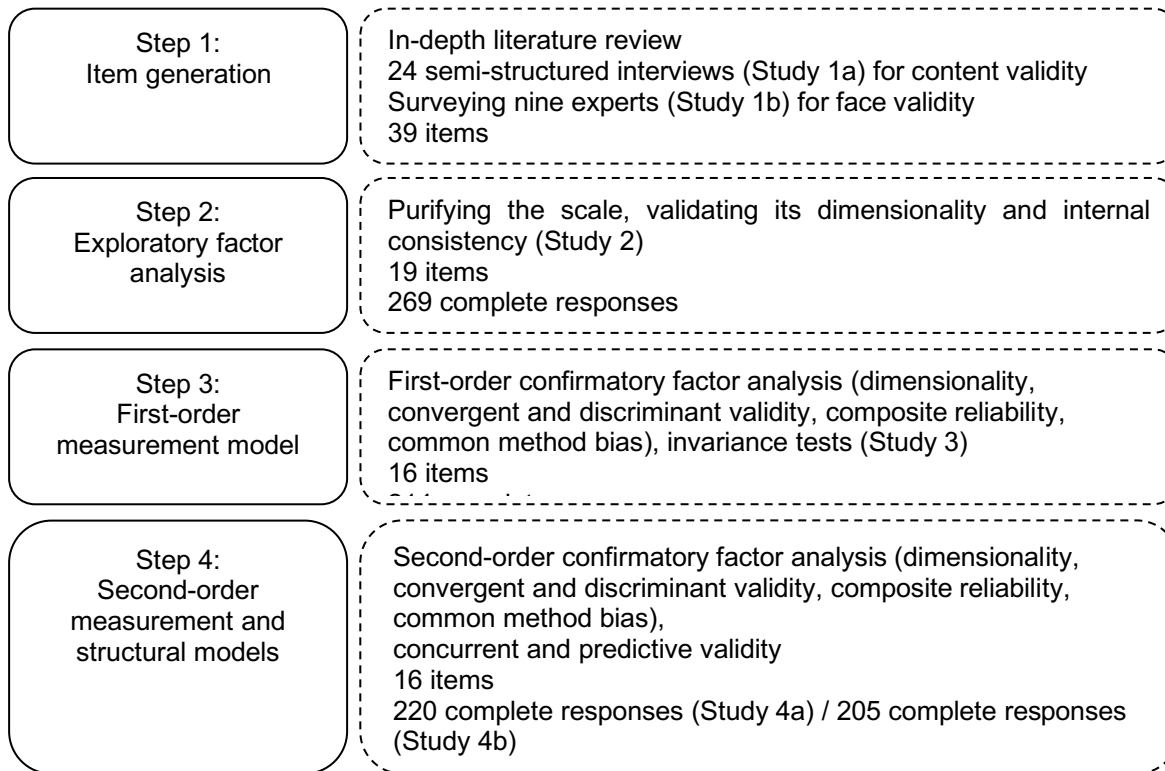 Step 1:
Item generation
In-depth literature review
24 semi-structured interviews (Study 1a) for content validity
Surveying nine experts (Study 1b) for face validity
39 items
Step 2:
Exploratory factor
analysis
Purifying the scale, validating its dimensionality and internal
consistency (Study 2)
19 items
269 complete responses
Step 3:
First-order
measurement model
First-order confirmatory factor analysis (dimensionality,
convergent and discriminant validity, composite reliability,
common method bias), invariance tests (Study 3)
16 items
Step 4:
Second-order
measurement and
structural models
Second-order confirmatory factor analysis (dimensionality,
convergent and discriminant validity, composite reliability,
common method bias),
concurrent and predictive validity
16 items
220 complete responses (Study 4a) / 205 complete responses
(Study 4b)